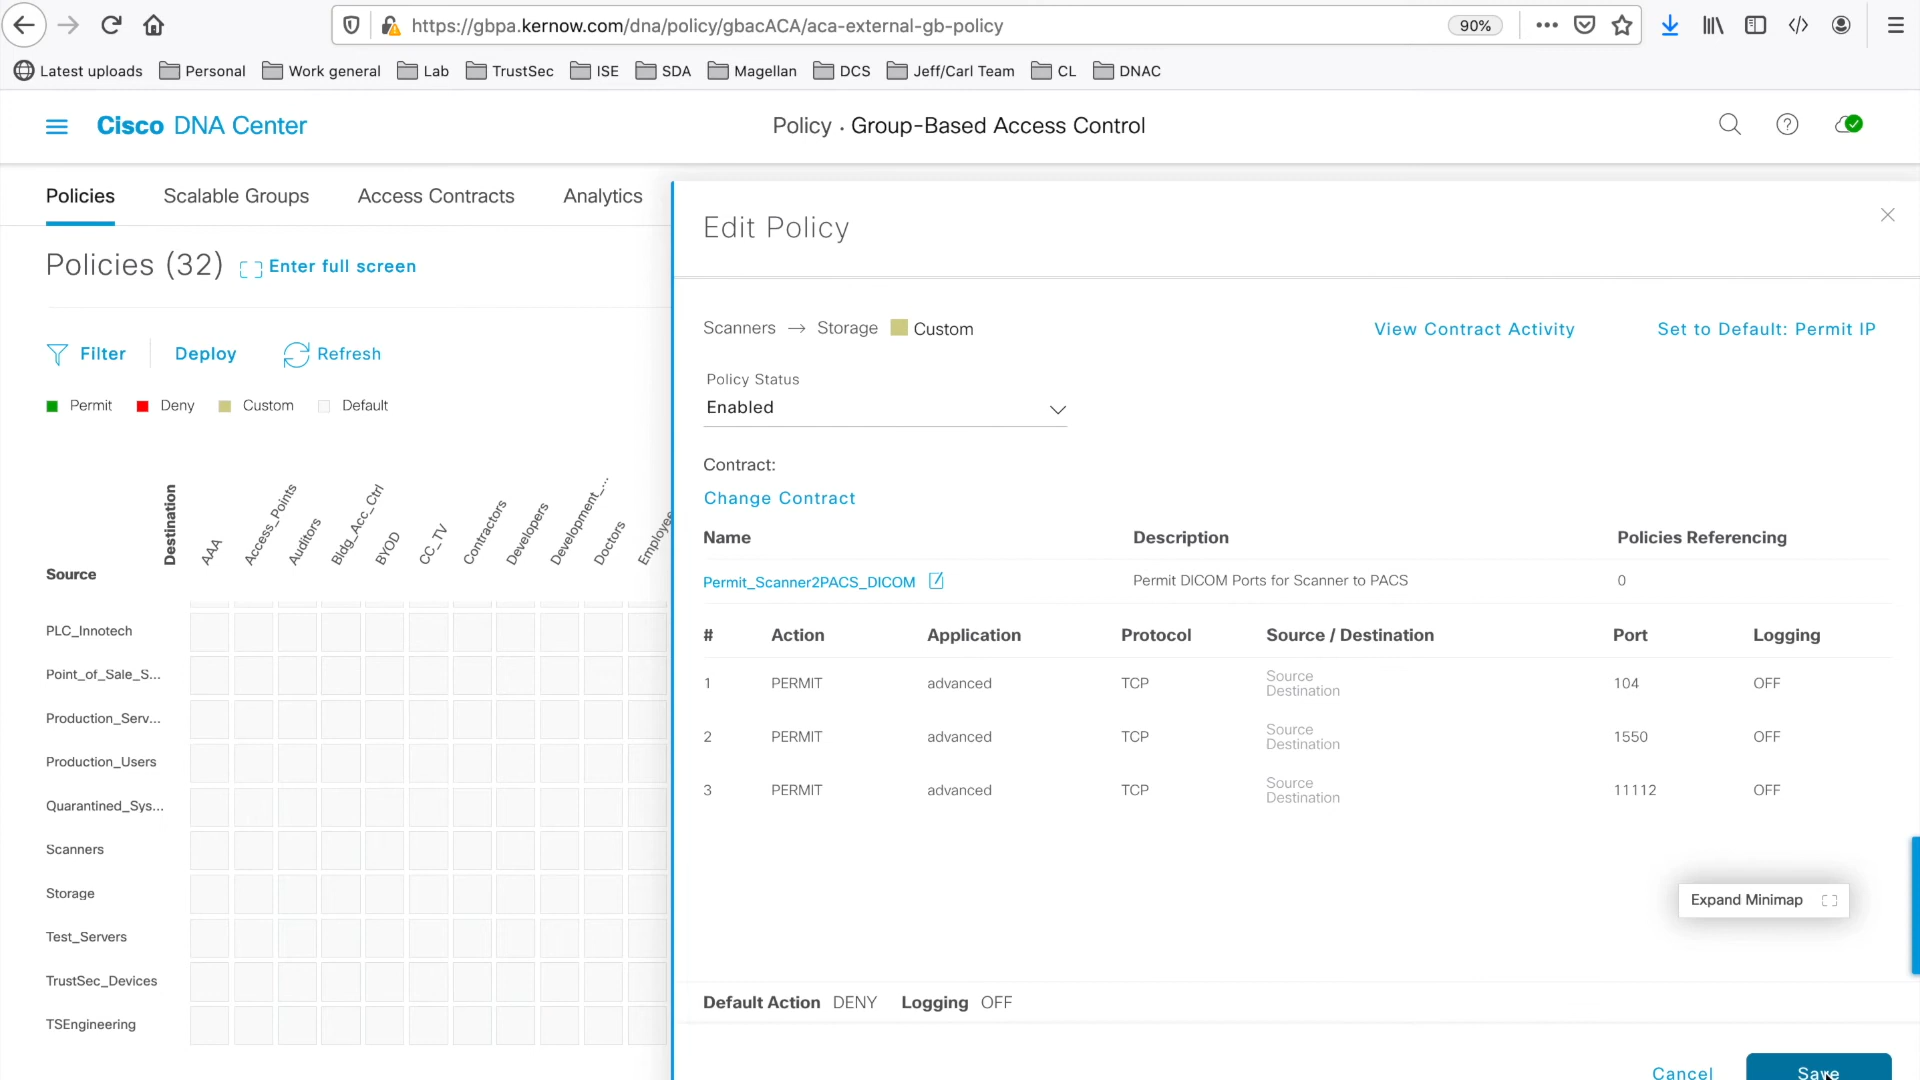 https://gbpa.kernow.com/dna/policy/gbacACA/aca-external-gb-policy
90%
Latest uploads Personal Work general Lab TrustSec ISE SDA Magellan DCS Jeff/Carl Team CL DNAC
Cisco DNA Center
Policy · Group-Based Access Control
Policies Scalable Groups Access Contracts Analytics
Policies (32) Enter full screen
Filter Deploy Refresh
Permit Deny Custom Default
Destination
AAA
Access_Points
Auditors
Bldg_Acc_Ctrl
BYOD
CC_TV
Contractors
Developers
Development_...
Doctors
Employee
Source
PLC_Innotech
Point_of_Sale_S...
Production_Serv...
Production_Users
Quarantined_Sys...
Scanners
Storage
Test_Servers
TrustSec_Devices
TSEngineering
Edit Policy
Scanners → Storage Custom
View Contract Activity Set to Default: Permit IP
Policy Status
Enabled
Contract:
Change Contract
Name Description Policies Referencing
Permit_Scanner2PACS_DICOM Permit DICOM Ports for Scanner to PACS 0
# Action Application Protocol Source / Destination Port Logging
1 PERMIT advanced TCP Source Destination 104 OFF
2 PERMIT advanced TCP Source Destination 1550 OFF
3 PERMIT advanced TCP Source Destination 11112 OFF
Expand Minimap
Default Action DENY Logging OFF
Cancel Save